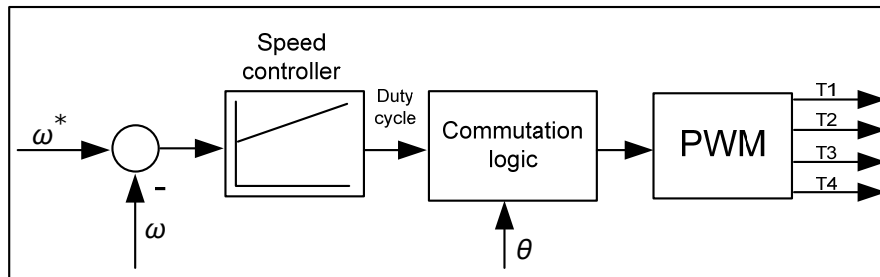 Speed
controller
ω*
-
ω
Duty
cycle
Commutation
logic
θ
PWM
T1
T2
T3
T4